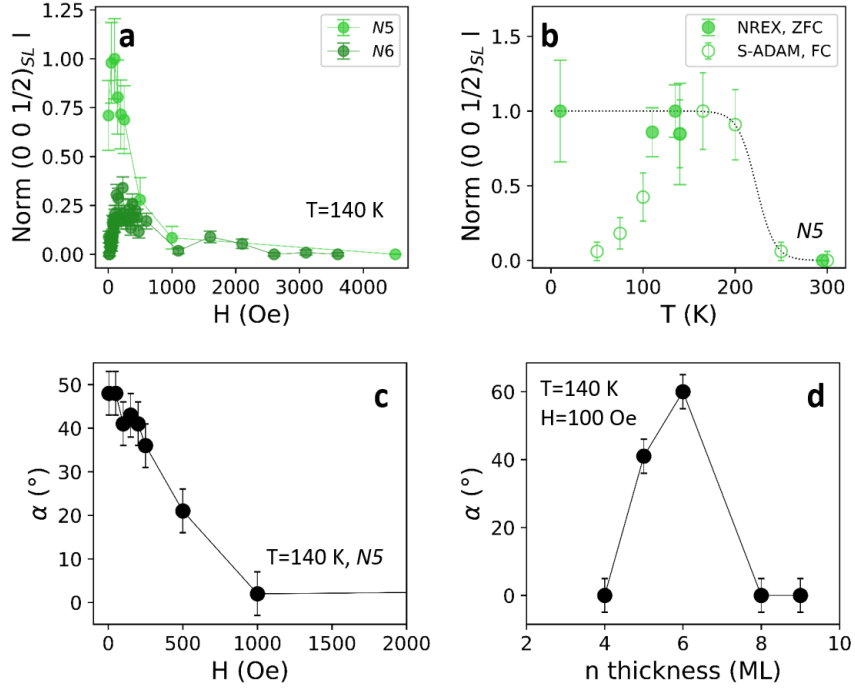 a
N5
N6
T=140 K
Norm (0 0 1/2)SL I
1.00
0.75
0.50
0.25
0.00
0 1000 2000 3000 4000
H (Oe)
b
NREX, ZFC
S-ADAM, FC
N5
Norm (0 0 1/2)SL I
1.5
1.0
0.5
0.0
0 100 200 300
T (K)
c
T=140 K, N5
α (°)
50
40
30
20
10
0
0 500 1000 1500 2000
H (Oe)
d
T=140 K
H=100 Oe
α (°)
60
40
20
0
2 4 6 8 10
n thickness (ML)